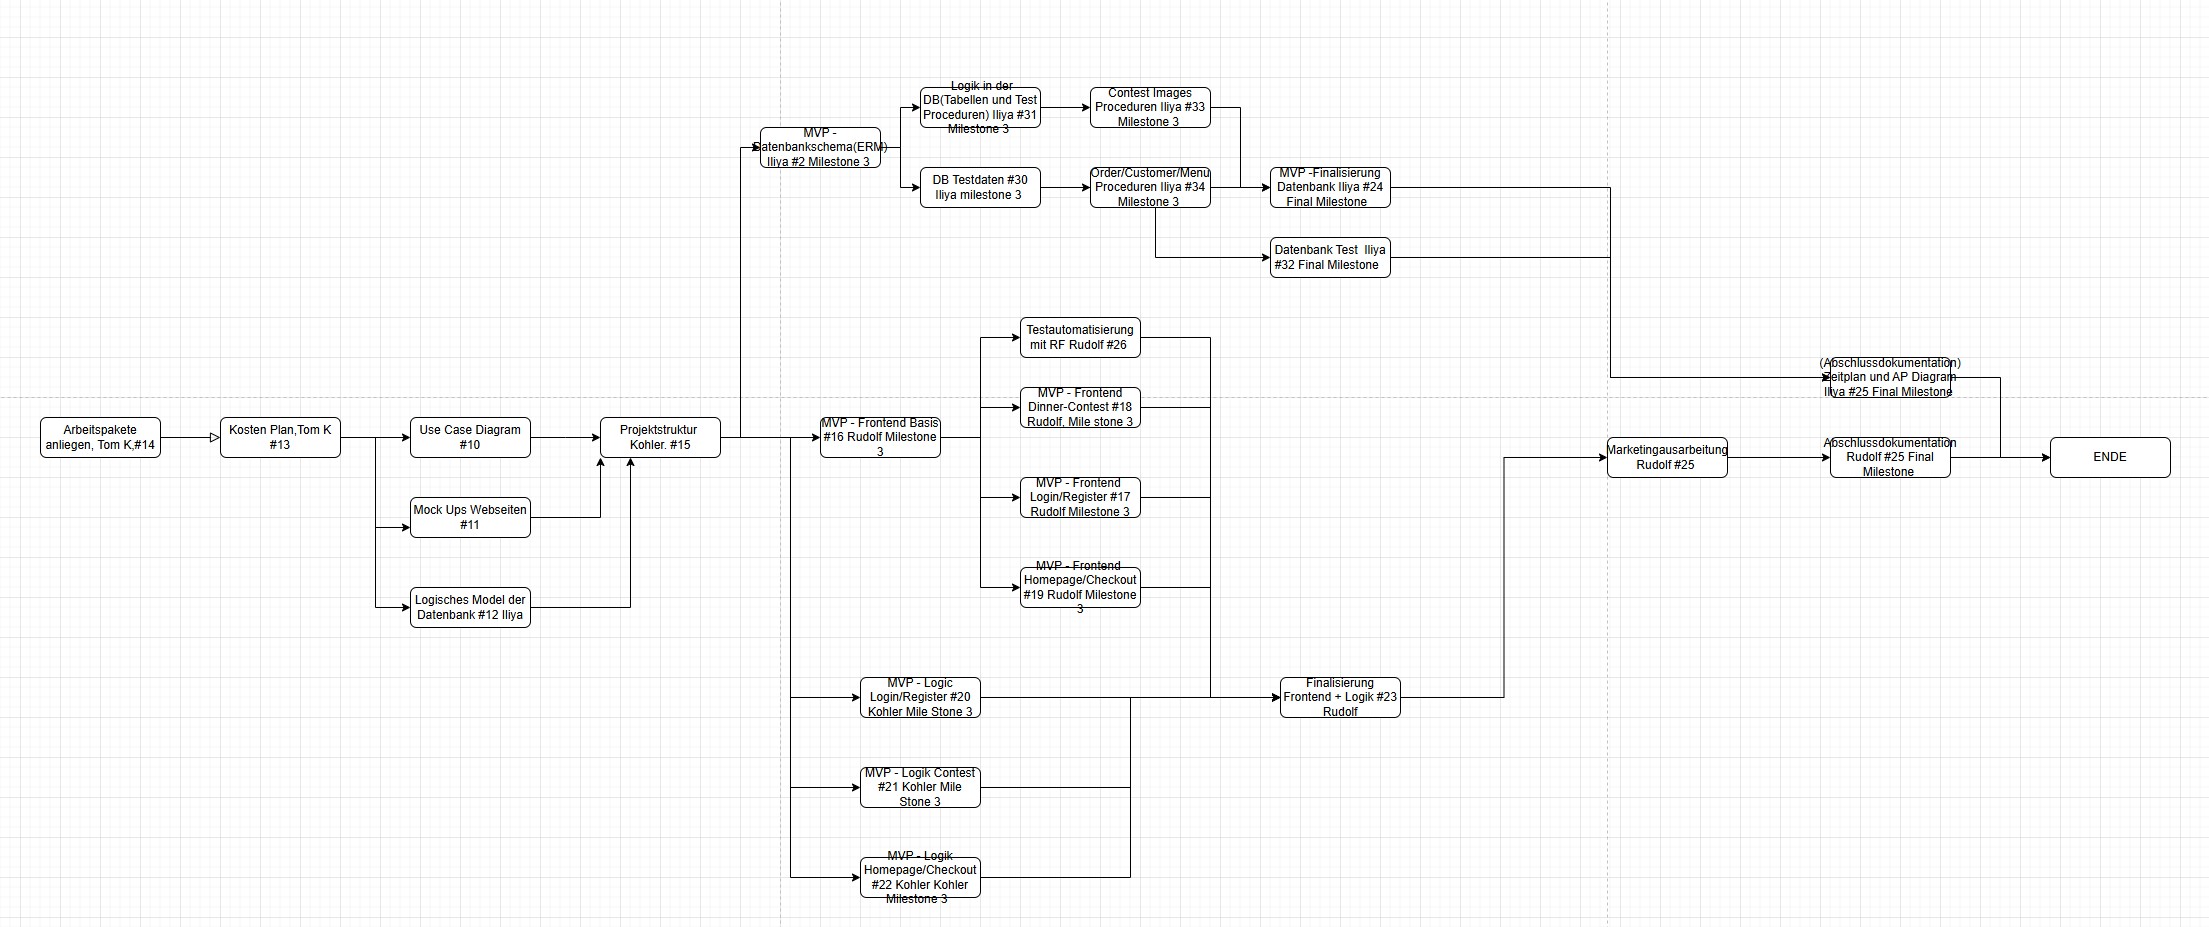 Logik in der
DB(Tabellen und Test
Proceduren) Iliya #31
Milestone 3
Contest Images
Proceduren Iliya #33
Milestone 3
MVP -
Datenbankschema(ERM)
Iliya #2 Milestone 3
DB Testdaten #30
Iliya milestone 3
Order/Customer/Menu
Proceduren Iliya #34
Milestone 3
MVP -Finalisierung
Datenbank Iliya #24
Final Milestone
Datenbank Test  Iliya
#32 Final Milestone
Testautomatisierung
mit RF Rudolf #26
(Abschlussdokumentation)
Zeitplan und AP Diagram
Iliya #25 Final Milestone
MVP - Frontend
Dinner-Contest #18
Rudolf, Mile stone 3
Arbeitspakete
anliegen, Tom K,#14
Kosten Plan,Tom K
#13
Use Case Diagram
#10
Projektstruktur
Kohler. #15
MVP - Frontend Basis
#16 Rudolf Milestone
3
Marketingausarbeitung
Rudolf #25
Abschlussdokumentation
Rudolf #25 Final
Milestone
ENDE
Mock Ups Webseiten
#11
MVP - Frontend
Login/Register #17
Rudolf Milestone 3
Logisches Model der
Datenbank #12 Iliya
MVP - Frontend
Homepage/Checkout
#19 Rudolf Milestone
3
MVP - Logic
Login/Register #20
Kohler Mile Stone 3
Finalisierung
Frontend + Logik #23
Rudolf
MVP - Logik Contest
#21 Kohler Mile
Stone 3
MVP - Logik
Homepage/Checkout
#22 Kohler Kohler
Milestone 3